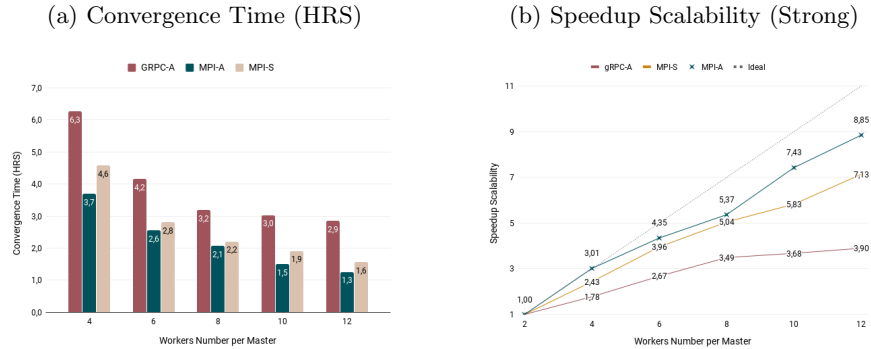 (a) Convergence Time (HRS)
GRPC-A MPI-A MPI-S
7,0
6,0
5,0
4,0
3,0
2,0
1,0
0,0
Convergence Time (HRS)
6,3 3,7 4,6
4,2 2,6 2,8
3,2 2,1 2,2
3,0 1,5 1,9
2,9 1,3 1,6
4 6 8 10 12
Workers Number per Master
(b) Speedup Scalability (Strong)
gRPC-A MPI-S MPI-A Ideal
11
9
7
5
3
1
Speedup Scalability
1,00
3,01 2,43 1,78
4,35 3,96 2,67
5,37 5,04 3,49
7,43 5,83 3,68
8,85 7,13 3,90
2 4 6 8 10 12
Workers Number per Master